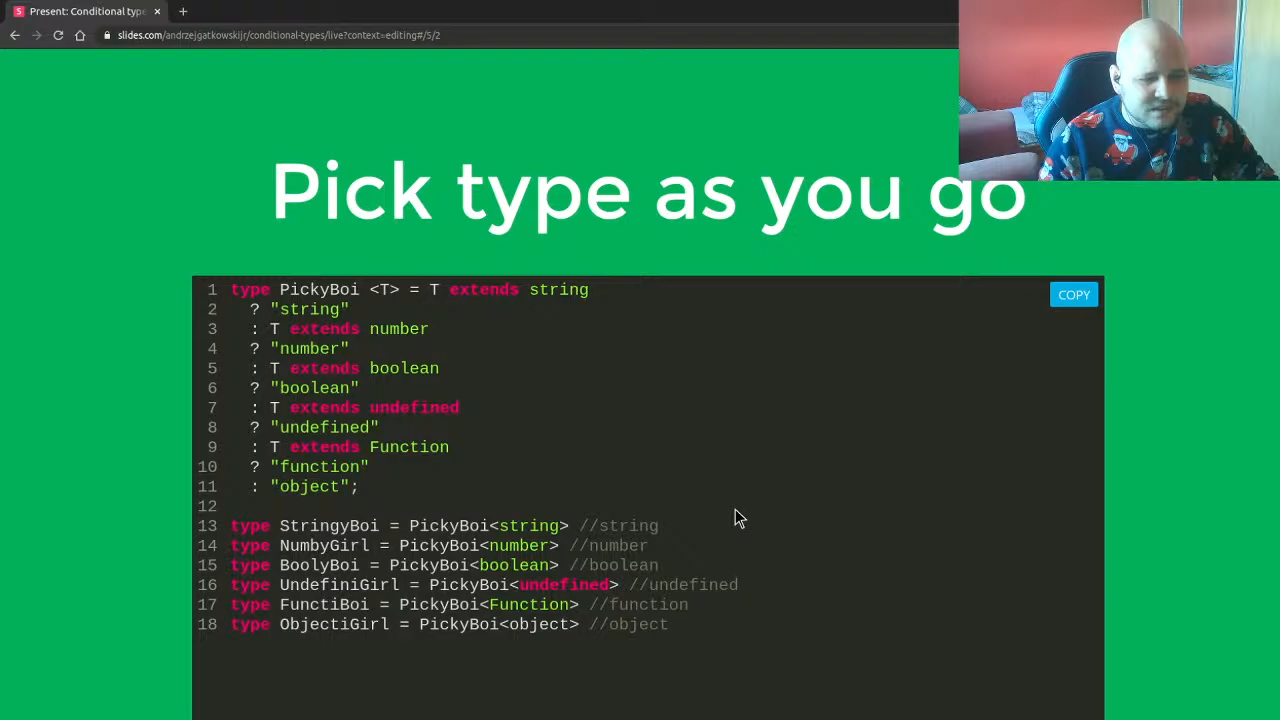 Present: Conditional type
slides.com/andrzejgatkowskijr/conditional-types/live?context=editing#/5/2
Pick type as you go
COPY
1 type PickyBoi <T> = T extends string
2 ? "string"
3 : T extends number
4 ? "number"
5 : T extends boolean
6 ? "boolean"
7 : T extends undefined
8 ? "undefined"
9 : T extends Function
10 ? "function"
11 : "object";
12
13 type StringyBoi = PickyBoi<string> //string
14 type NumbyGirl = PickyBoi<number> //number
15 type BoolyBoi = PickyBoi<boolean> //boolean
16 type UndefiniGirl = PickyBoi<undefined> //undefined
17 type FunctiBoi = PickyBoi<Function> //function
18 type ObjectiGirl = PickyBoi<object> //object